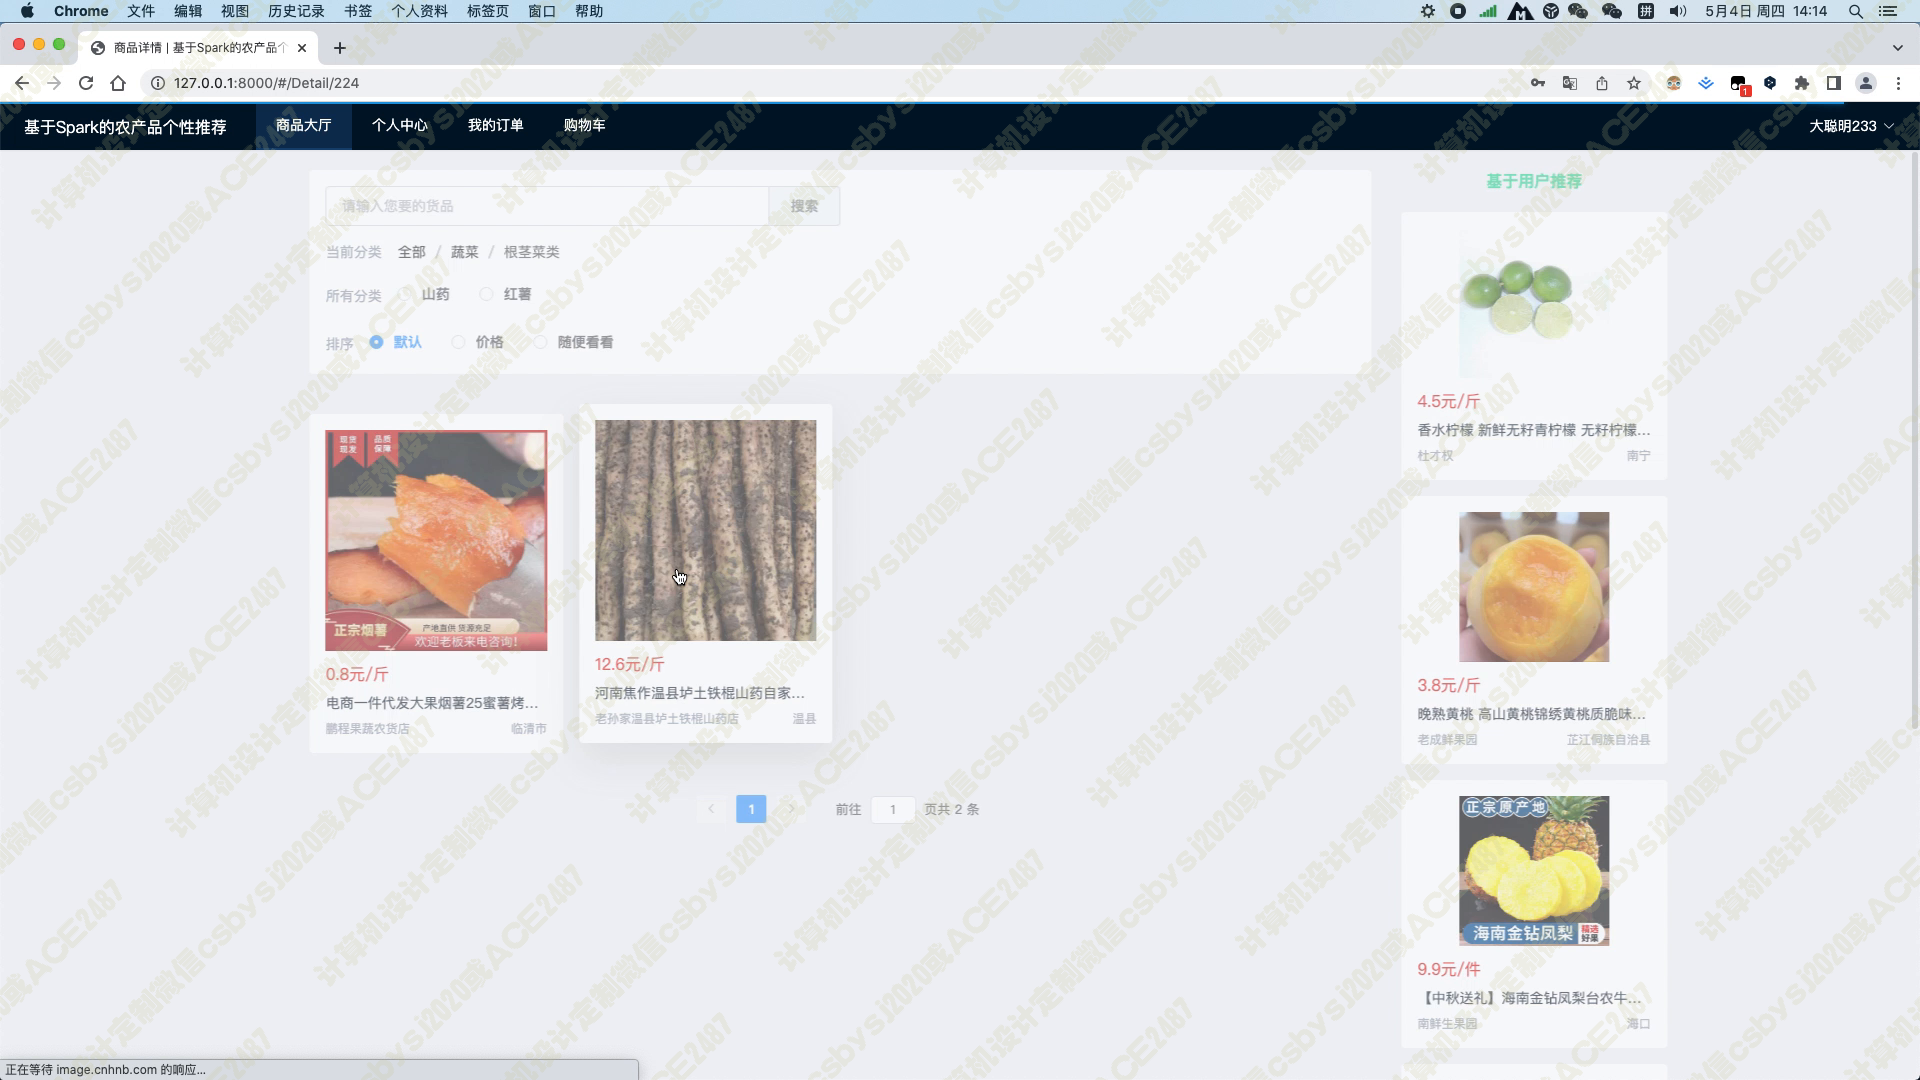 Chrome 文件 编辑 视图 历史记录 书签 个人资料 标签页 窗口 帮助
拼 5月4日 周四 14:14
商品详情 | 基于Spark的农产品个
127.0.0.1:8000/#/Detail/224
1
基于Spark的农产品个性推荐 商品大厅 个人中心 我的订单 购物车 大聪明233
请输入您要的货品 搜索
当前分类 全部 / 蔬菜 / 根茎菜类
所有分类 山药 红薯
排序 默认 价格 随便看看
现货现发 品质保障
正宗烟薯
产地直供 货源充足
欢迎老板来电咨询!
0.8元/斤
电商一件代发大果烟薯25蜜薯烤...
鹏程果蔬农货店 临清市
12.6元/斤
河南焦作温县垆土铁棍山药自家...
老孙家温县垆土铁棍山药店 温县
1 前往 1 页共 2 条
基于用户推荐
4.5元/斤
香水柠檬 新鲜无籽青柠檬 无籽柠檬...
杜才权 南宁
3.8元/斤
晚熟黄桃 高山黄桃锦绣黄桃质脆味...
老成鲜果园 芷江侗族自治县
正宗原产地
海南金钻凤梨 精选好果
9.9元/件
【中秋送礼】海南金钻凤梨台农牛...
南鲜生果园 海口
正在等待 image.cnhnb.com 的响应...
计算机设计定制微信csbysj2020或ACE2487